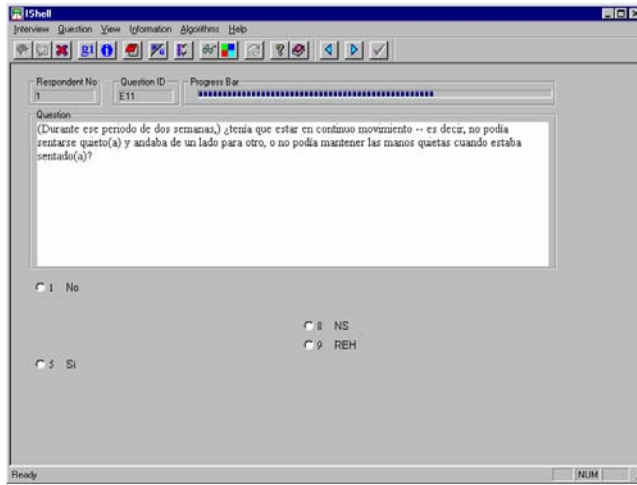 IShell
Interview Question View Information Algorithms Help
Respondent No
1
Question ID
E11
Progress Bar
Question
(Durante ese periodo de dos semanas,) ¿tenía que estar en continuo movimiento -- es decir, no podía
sentarse quieto(a) y andaba de un lado para otro, o no podía mantener las manos quietas cuando estaba
sentado(a)?
1 No
8 NS
9 REH
5 Si
Ready
NUM